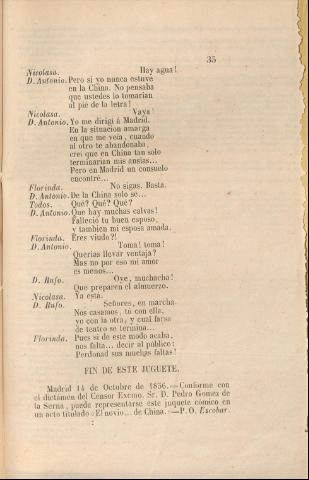 35
Nicolasa. Hay agua!
D. Antonio. Pero si yo nunca estuve
en la China. No pensaba
que ustedes lo tomarian
al pié de la letra!
Nicolasa. Vaya!
D. Antonio. Yo me dirigí á Madrid.
En la situacion amarga
en que me veia, cuando
al otro te abandonaba,
creí que en China tan solo
terminarian mis ansias...
Pero en Madrid un consuelo
encontré...
Florinda. No sigas. Basta.
D. Antonio. De la China solo sé...
Todos. Qué? Qué? Qué?
D. Antonio. Que hay muchas calvas!
Falleció tu buen esposo,
y tambien mi esposa amada.
Florinda. Eres viudo?!
D. Antonio. Toma! toma!
Querias llevar ventaja?
Mas no por eso mi amor
es menos...
D. Rufo. Oye, muchacha!
Que preparen el almuerzo.
Nicolasa. Ya está.
D. Rufo. Señores, en marcha.
Nos casamos, tú con ella,
yo con la otra, y cual farsa
de teatro se termina...
Florinda. Pues si de este modo acaba,
nos falta... decir al público:
Perdonad sus muchas faltas!
FIN DE ESTE JUGUETE.
Madrid 14 de Octubre de 1856.—Conforme con
el dictámen del Censor Excmo. Sr. D. Pedro Gomez de
la Serna, puede representarse este juguete cómico en
un acto titulado: El novio... de China.—P. O. Escobar.